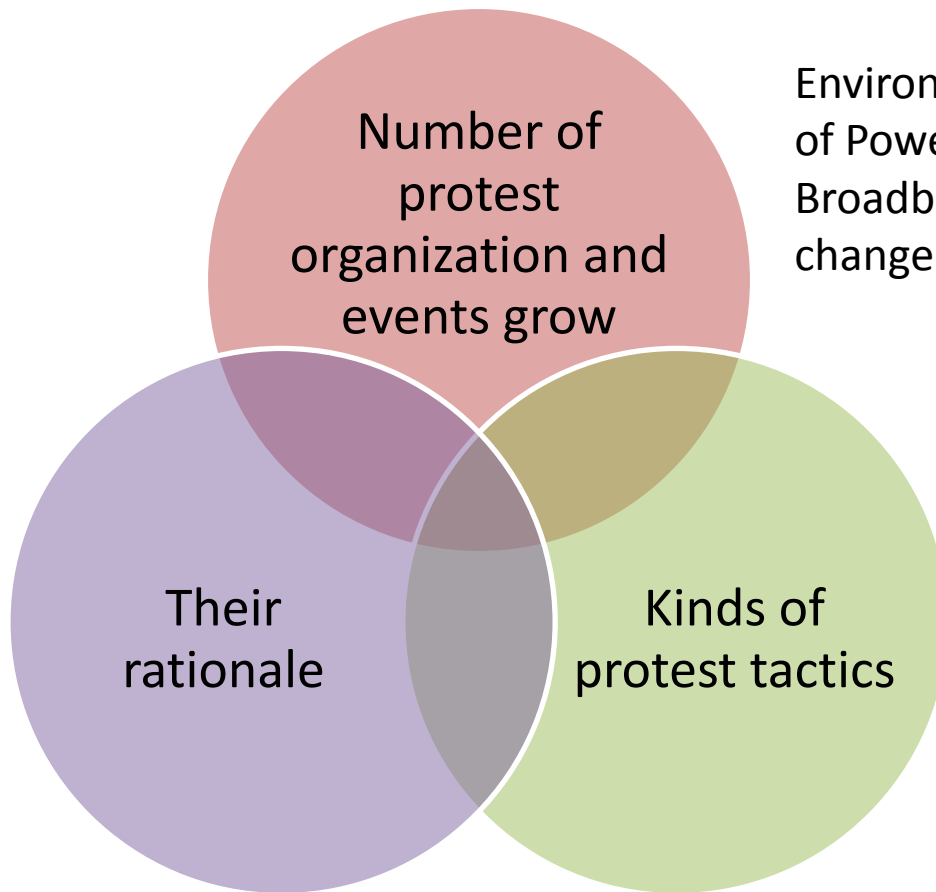 Number of
protest
organization and
events grow
Environ
of Powe
Broadb
change
Their
rationale
Kinds of
protest tactics